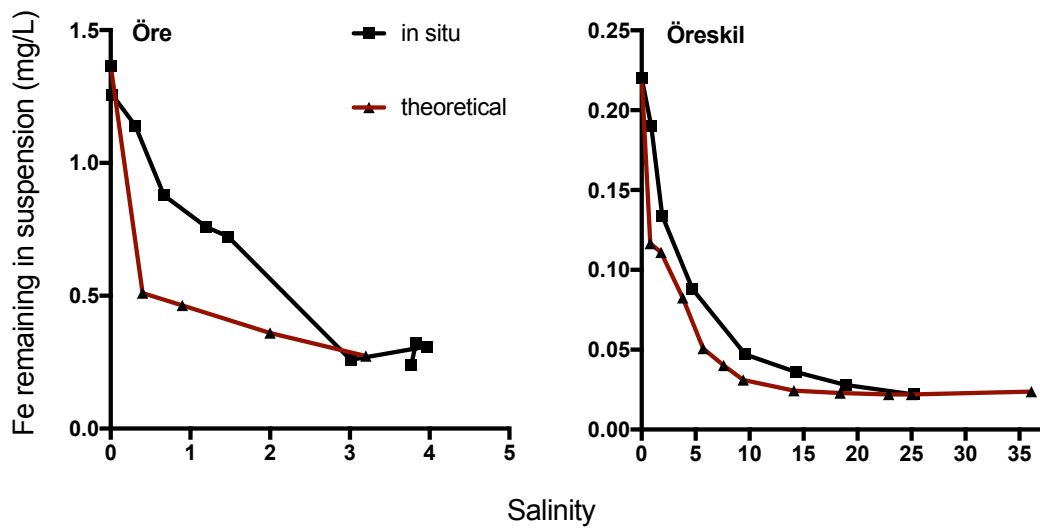 Fe remaining in suspension (mg/L)
Öre
in situ
theoretical
1.5
1.0
0.5
0.0
0 1 2 3 4 5
Öreskil
0.25
0.20
0.15
0.10
0.05
0.00
0 5 10 15 20 25 30 35
Salinity